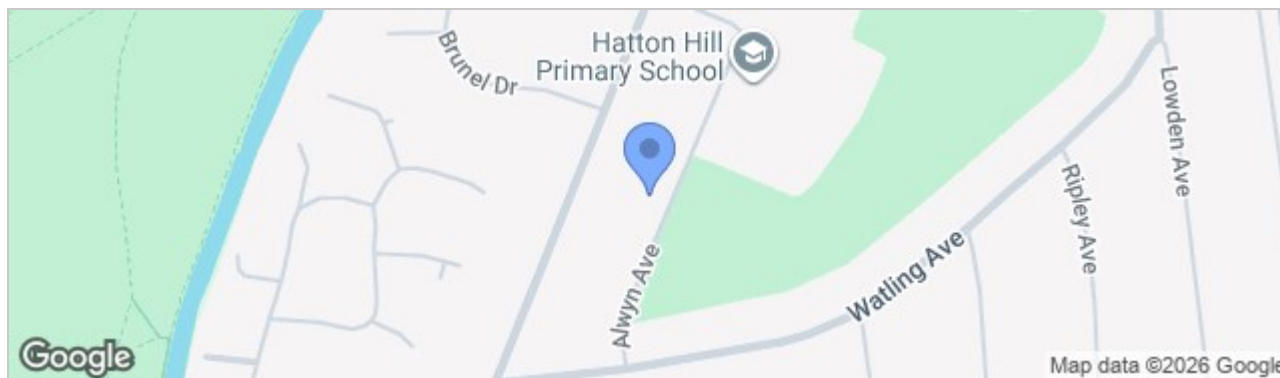 Hatton Hill
Primary School
Brunel Dr
Lowden Ave
Ripley Ave
Watling Ave
Alwyn Ave
Google
Map data ©2026 Google